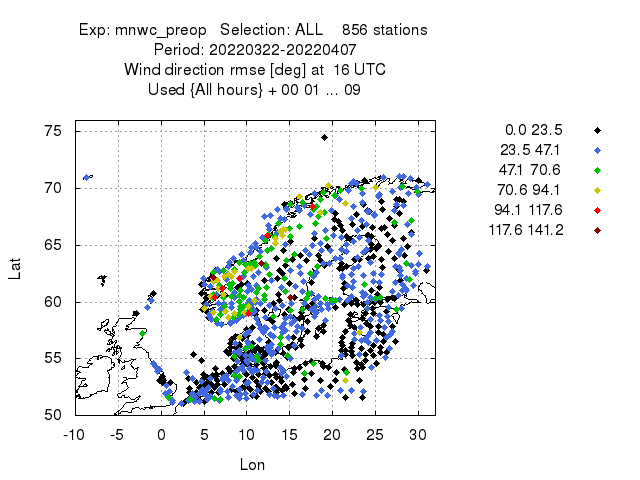 Exp: mnwc_preop   Selection: ALL    856 stations
Period: 20220322-20220407
Wind direction rmse [deg] at  16 UTC
Used {All hours} + 00 01 ... 09
0.0 23.5
23.5 47.1
47.1 70.6
70.6 94.1
94.1 117.6
117.6 141.2
75
70
65
60
55
50
Lat
-10 -5 0 5 10 15 20 25 30
Lon